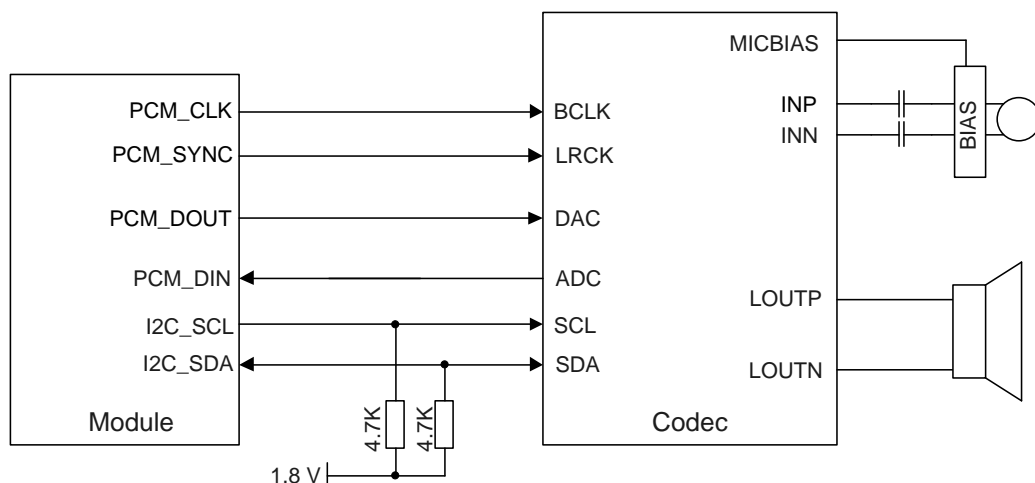 MICBIAS
PCM_CLK
BCLK
INP
INN
BIAS
PCM_SYNC
LRCK
PCM_DOUT
DAC
PCM_DIN
ADC
LOUTP
I2C_SCL
SCL
I2C_SDA
SDA
LOUTN
Module
4.7K
4.7K
Codec
1.8 V